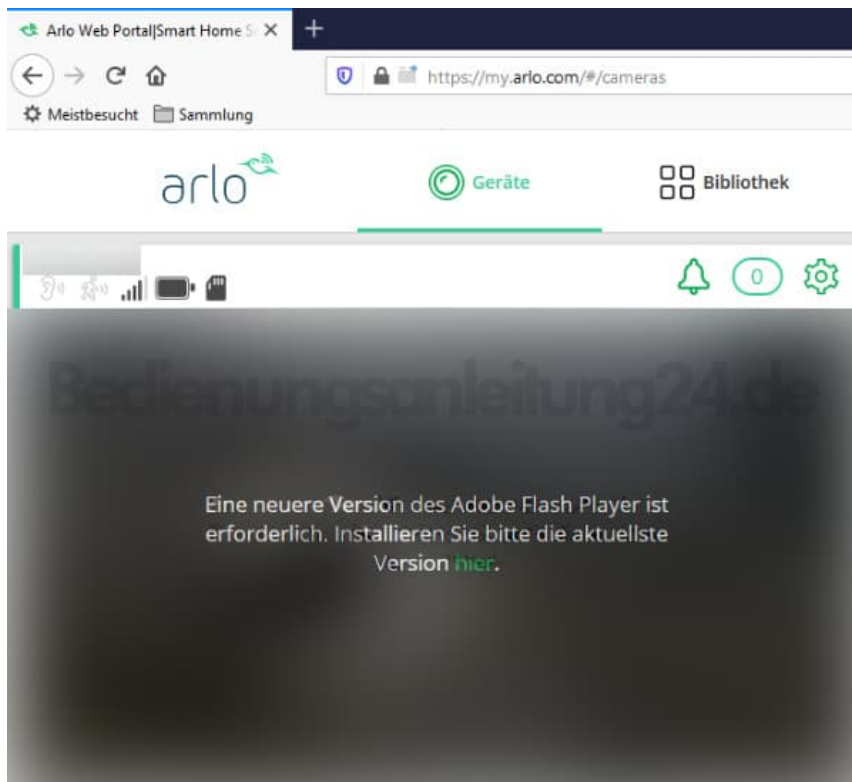 Arlo Web Portal|Smart Home S
https://my.arlo.com/#/cameras
Meistbesucht Sammlung
arlo Geräte Bibliothek
0
Bedienungsanleitung24.de
Eine neuere Version des Adobe Flash Player ist
erforderlich. Installieren Sie bitte die aktuellste
Version hier.